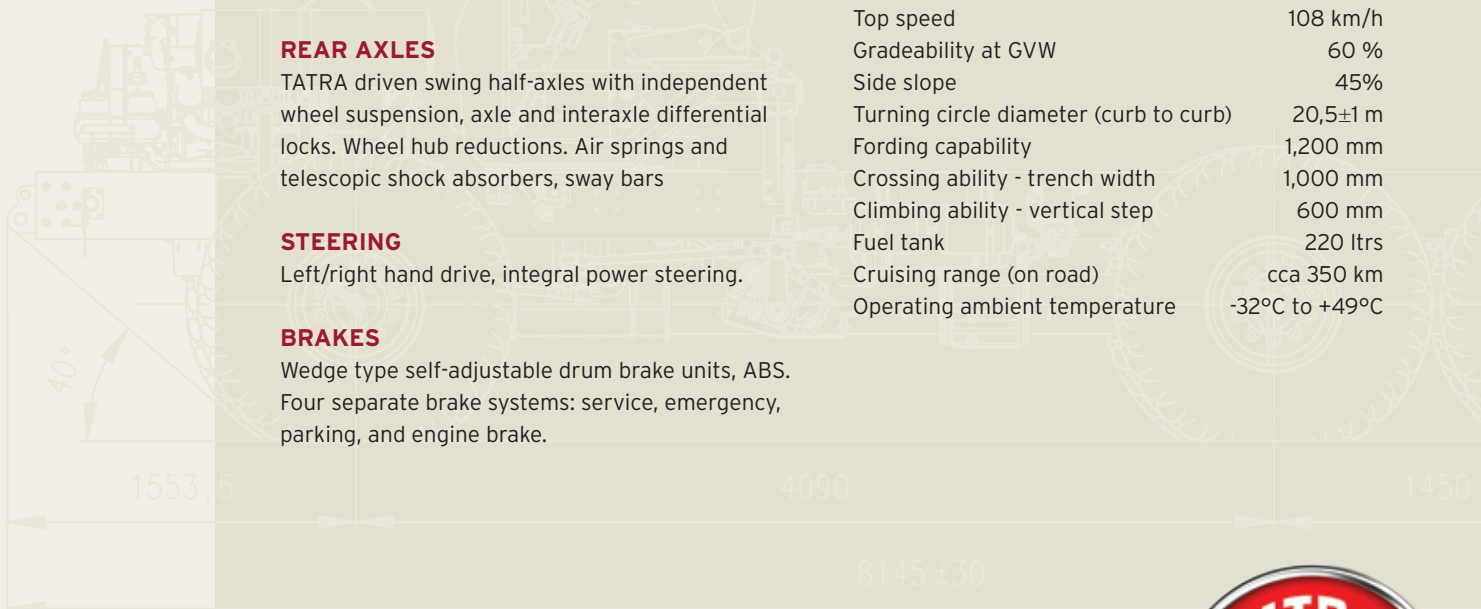 REAR AXLES
TATRA driven swing half-axles with independent
wheel suspension, axle and interaxle differential
locks. Wheel hub reductions. Air springs and
telescopic shock absorbers, sway bars
STEERING
Left/right hand drive, integral power steering.
BRAKES
Wedge type self-adjustable drum brake units, ABS.
Four separate brake systems: service, emergency,
parking, and engine brake.
Top speed 108 km/h
Gradeability at GVW 60 %
Side slope 45%
Turning circle diameter (curb to curb) 20,5±1 m
Fording capability 1,200 mm
Crossing ability - trench width 1,000 mm
Climbing ability - vertical step 600 mm
Fuel tank 220 ltrs
Cruising range (on road) cca 350 km
Operating ambient temperature -32°C to +49°C
40°
1553,5 4090 1450
8145±30